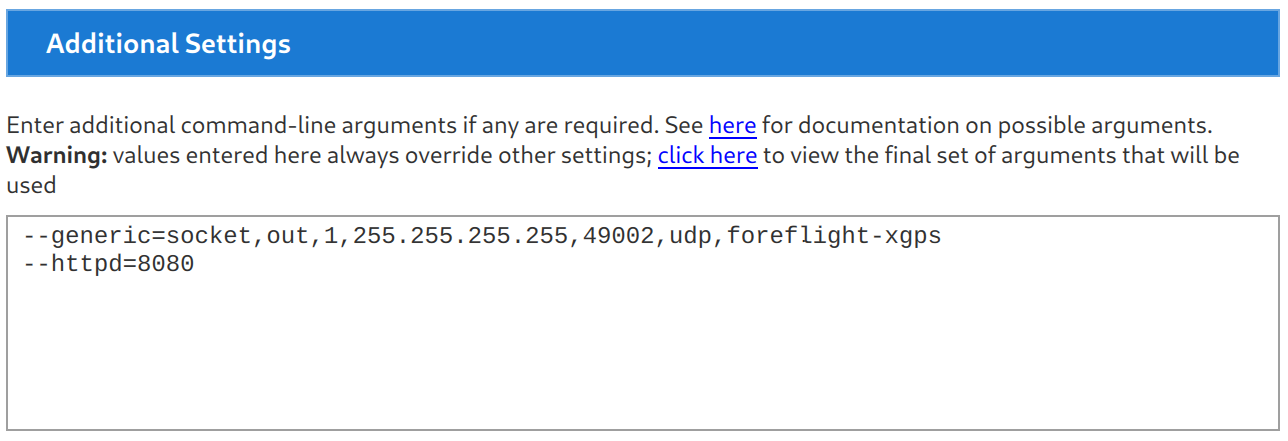 Additional Settings
Enter additional command-line arguments if any are required. See here for documentation on possible arguments.
Warning: values entered here always override other settings; click here to view the final set of arguments that will be
used
--generic=socket,out,1,255.255.255.255,49002,udp,foreflight-xgps
--httpd=8080